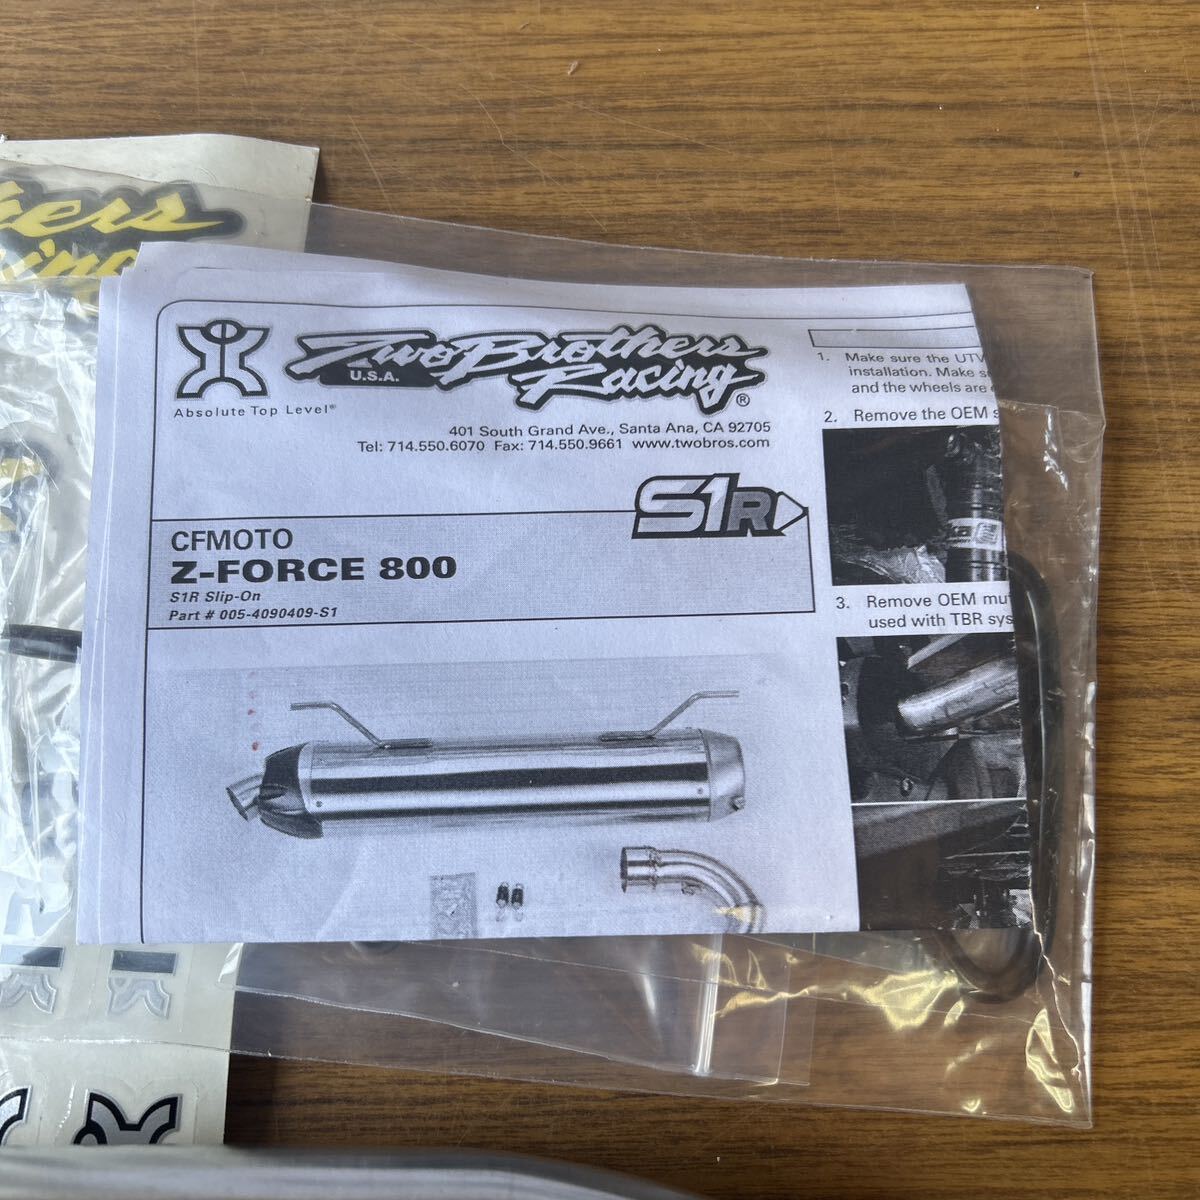 Two Brothers
Racing®
U.S.A.
Absolute Top Level®
401 South Grand Ave., Santa Ana, CA 92705
Tel: 714.550.6070 Fax: 714.550.9661 www.twobros.com
S1R
CFMOTO
Z-FORCE 800
S1R Slip-On
Part # 005-4090409-S1
1. Make sure the UTV
installation. Make
and the wheels are
2. Remove the OEM
3. Remove OEM
used with TBR